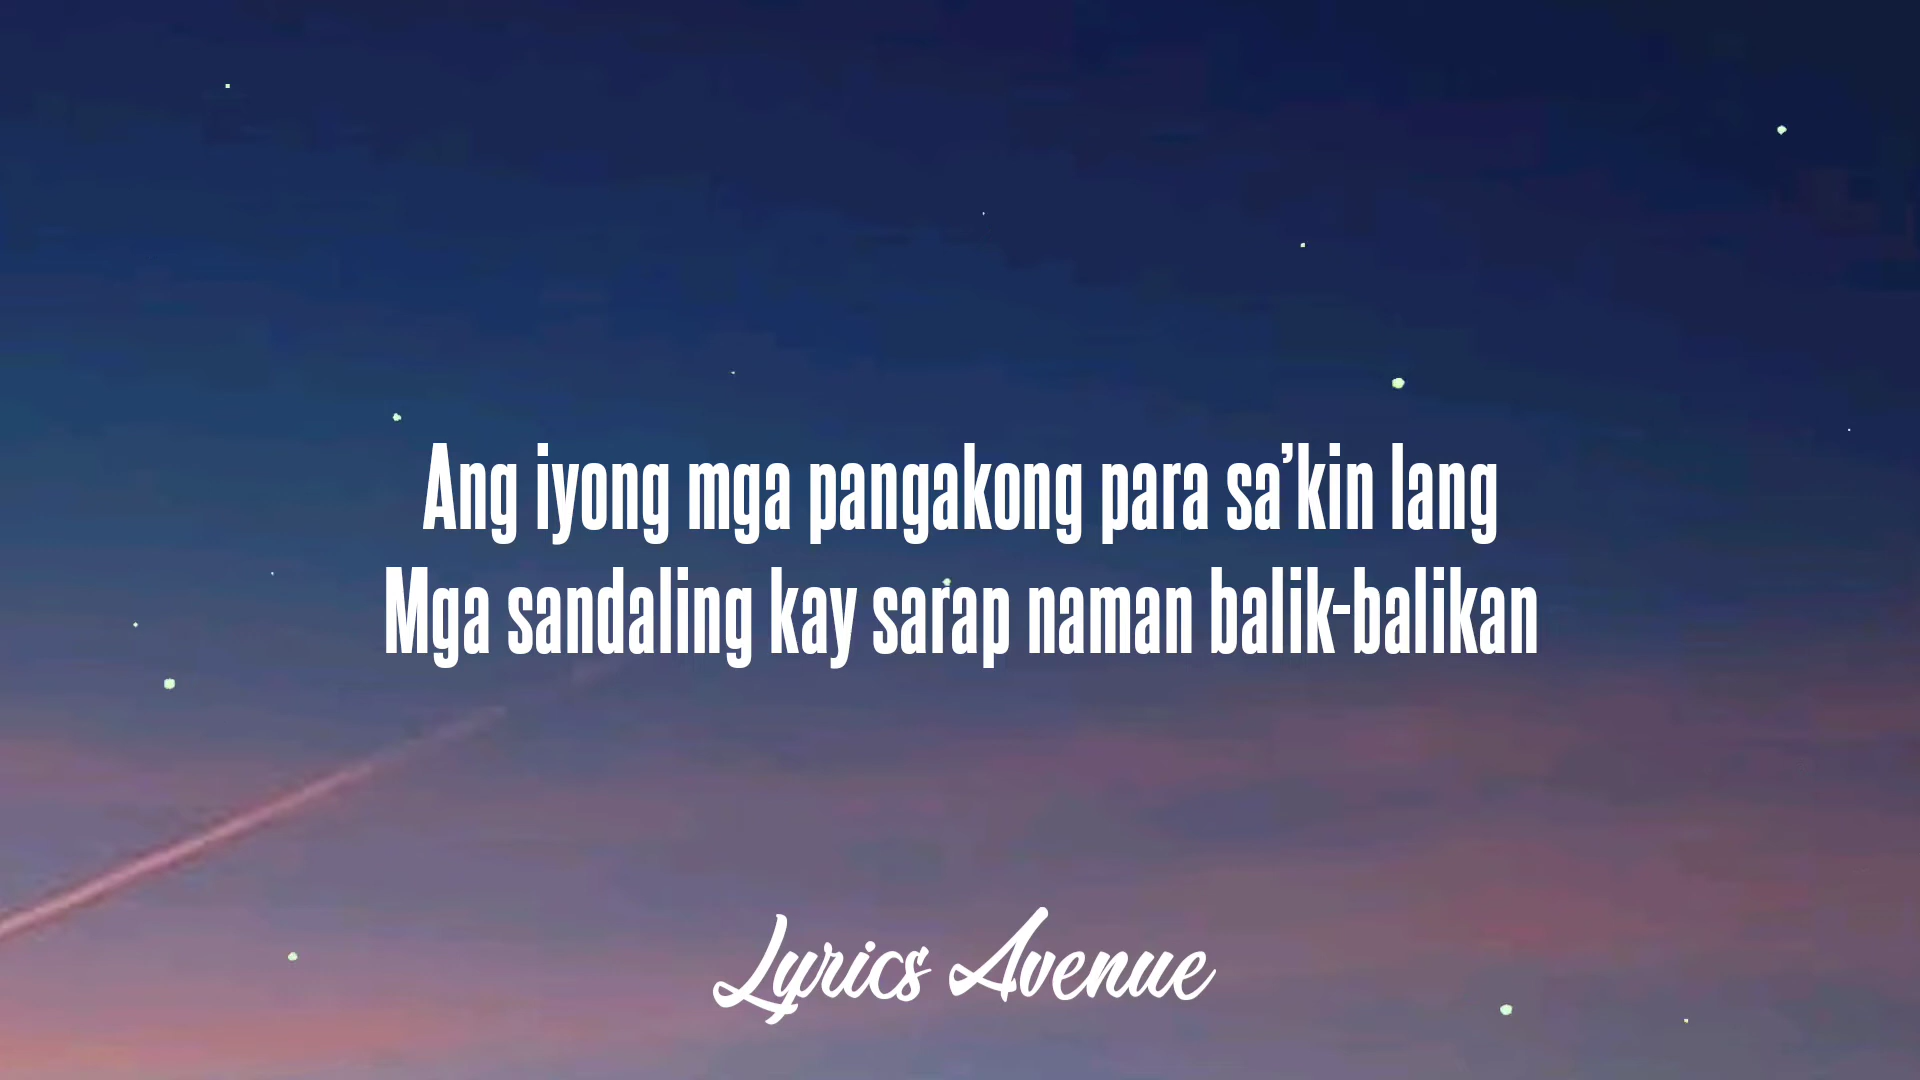 Ang iyong mga pangakong para sa’kin lang
Mga sandaling kay sarap naman balik-balikan
Lyrics Avenue